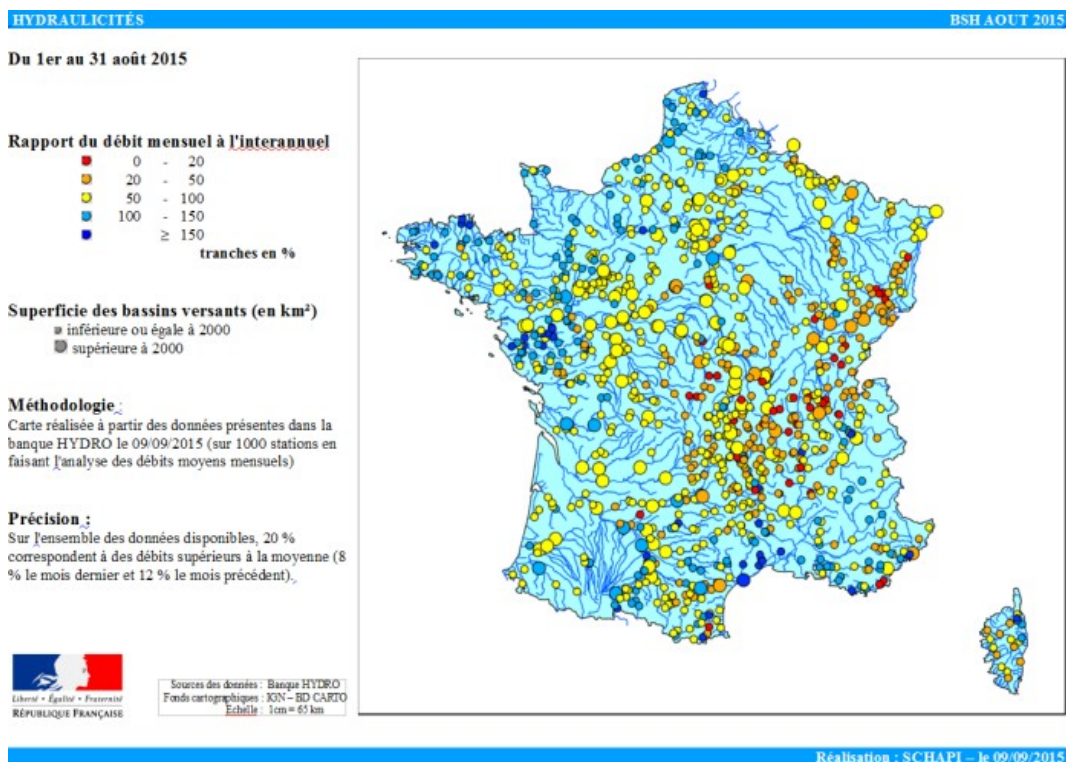 HYDRAULICITÉS
BSH AOUT 2015
Du 1er au 31 août 2015
Rapport du débit mensuel à l'interannuel
0 - 20
20 - 50
50 - 100
100 - 150
≥ 150
tranches en %
Superficie des bassins versants (en km²)
inférieure ou égale à 2000
supérieure à 2000
Méthodologie :
Carte réalisée à partir des données présentes dans la
banque HYDRO le 09/09/2015 (sur 1000 stations en
faisant l'analyse des débits moyens mensuels)
Précision :
Sur l'ensemble des données disponibles, 20 %
correspondent à des débits supérieurs à la moyenne (8
% le mois dernier et 12 % le mois précédent).
Liberté • Égalité • Fraternité
RÉPUBLIQUE FRANÇAISE
Sources des données : Banque HYDRO
Fonds cartographiques : IGN – BD CARTO
Echelle : 1cm = 65 km
Réalisation : SCHAPI – le 09/09/2015